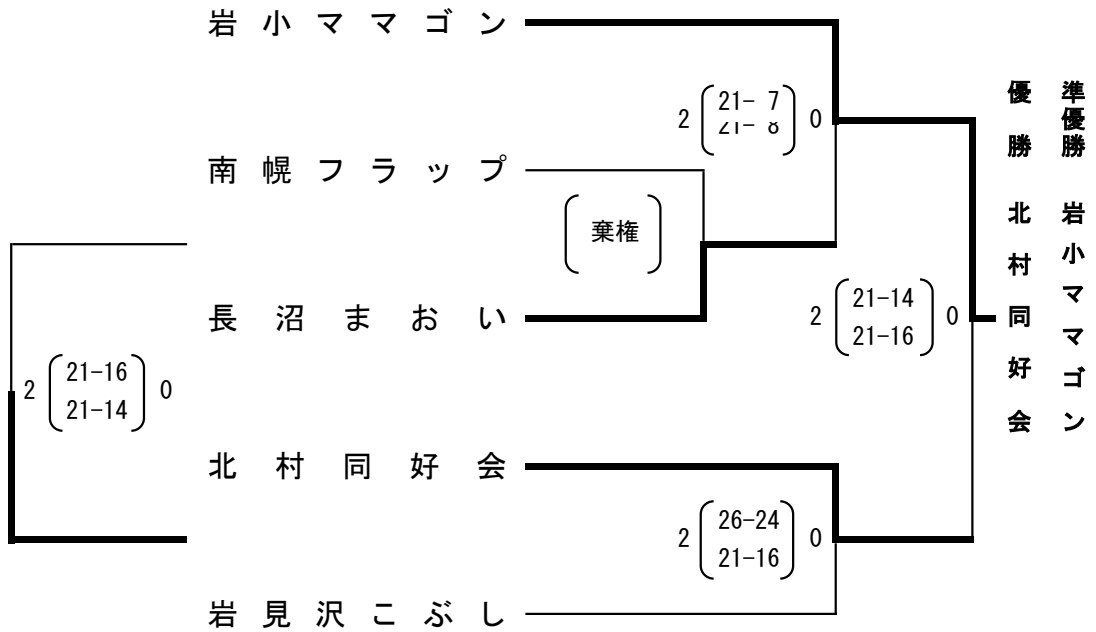 岩小ママゴン
2 21- 7 0
21- 8
南幌フラップ
棄権
長沼まおい
2 21-14 0
21-16
2 21-16 0
21-14
北村同好会
2 26-24 0
21-16
岩見沢こぶし
優勝 北村同好会
準優勝 岩小ママゴン